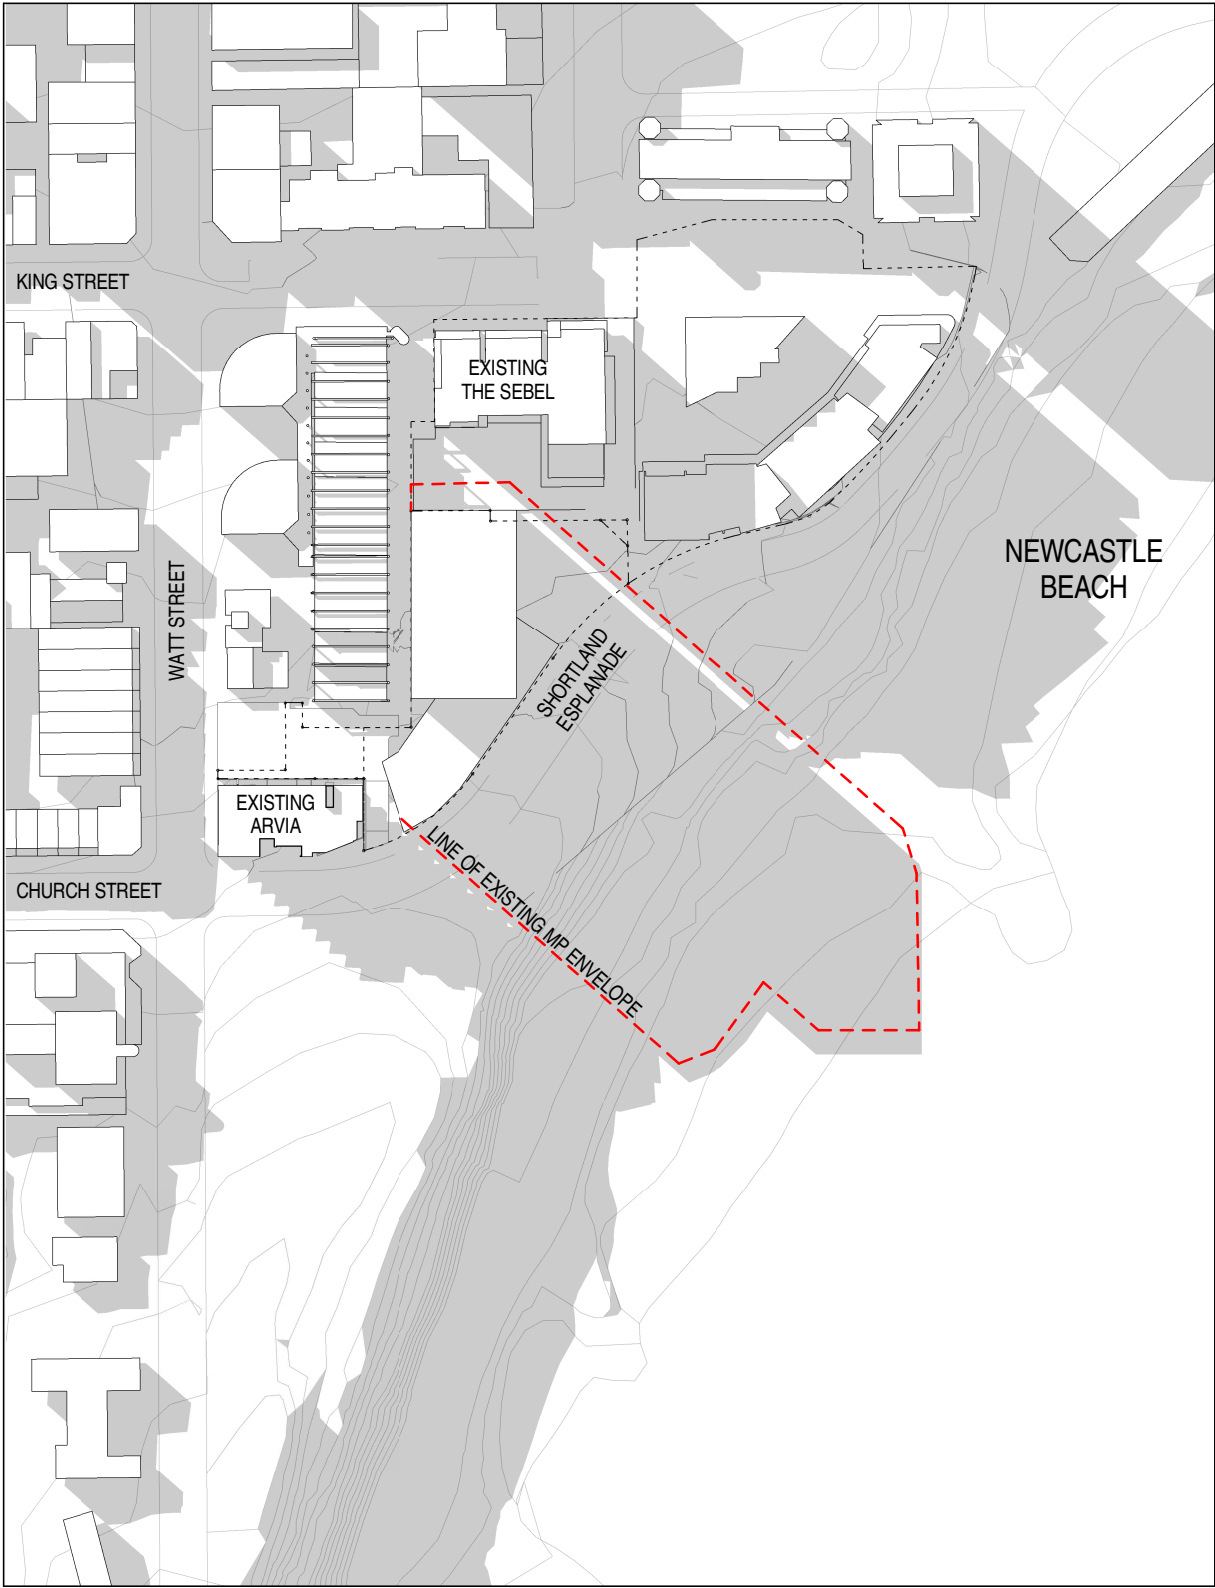 KING STREET
EXISTING
THE SEBEL
NEWCASTLE
BEACH
WATT STREET
SHORTLAND
ESPLANADE
EXISTING
ARVIA
LINE OF EXISTING MP ENVELOPE
CHURCH STREET